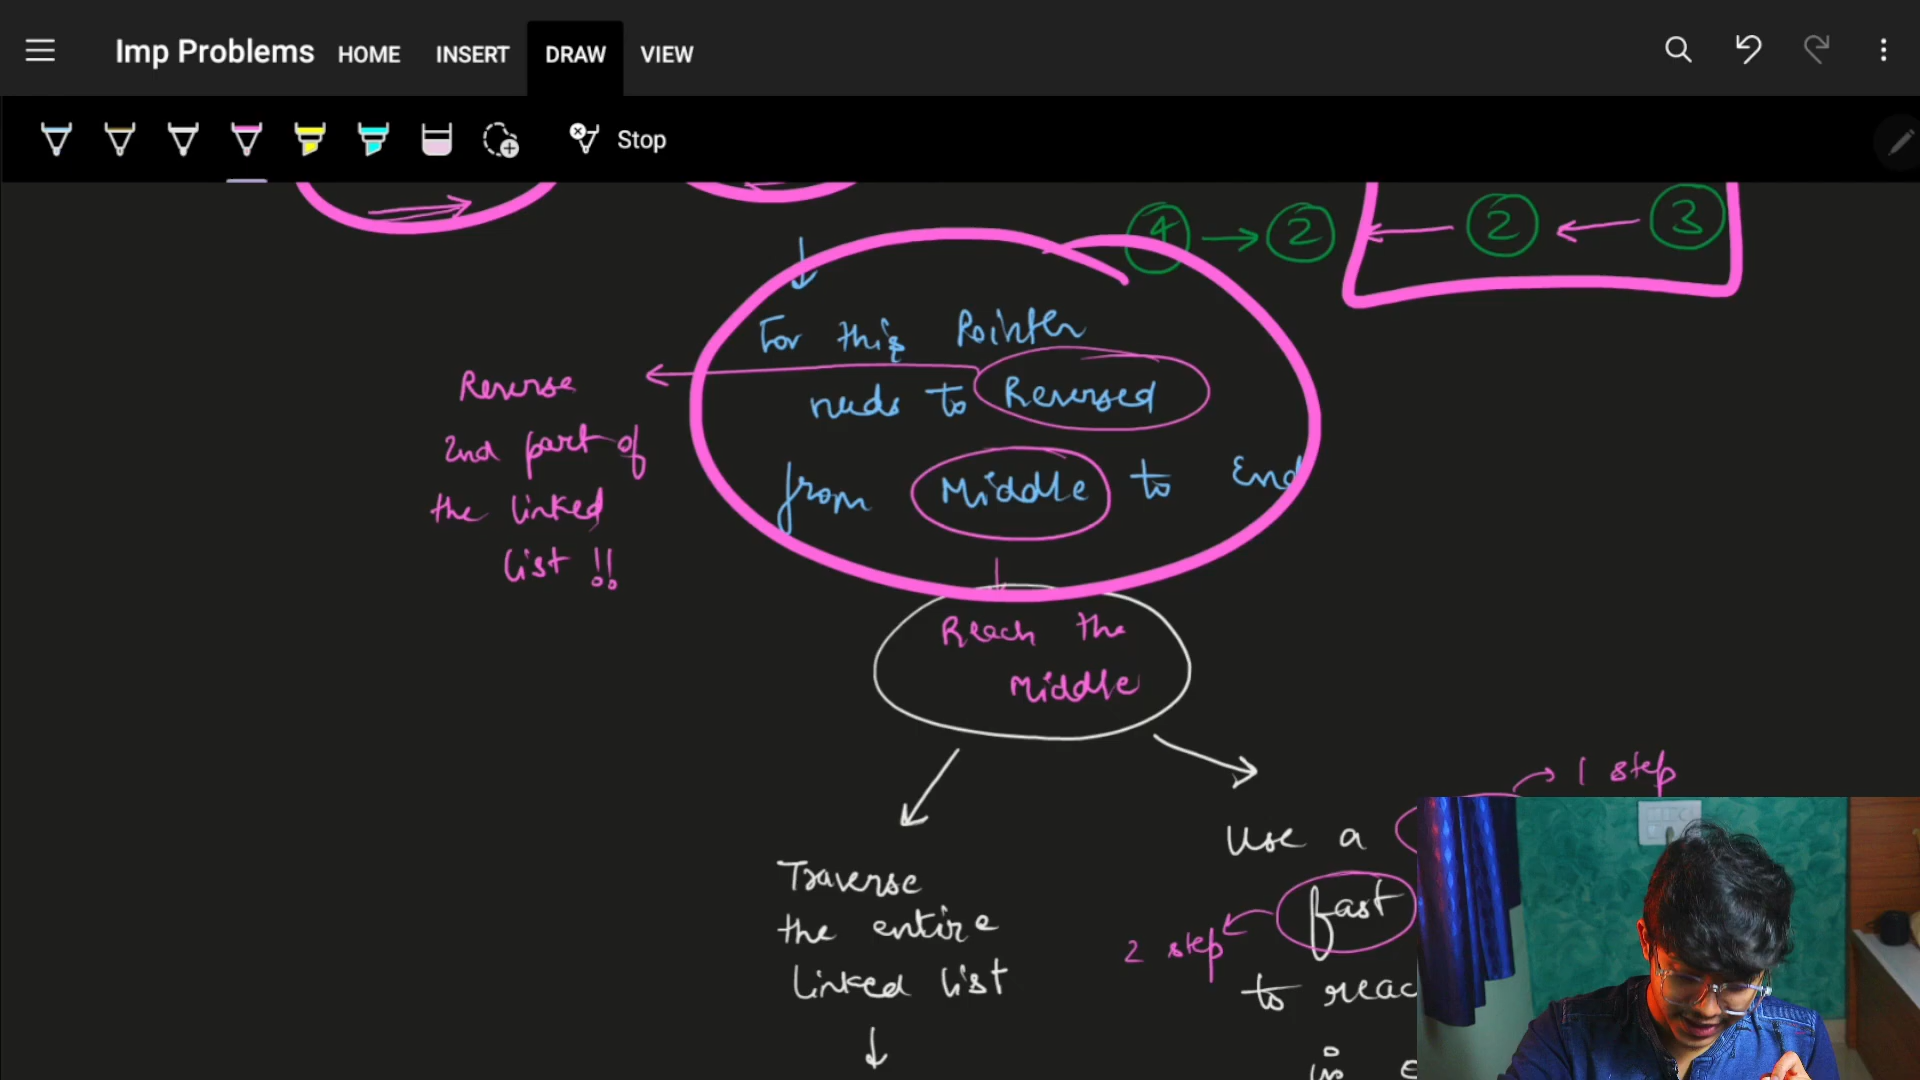 Imp Problems HOME INSERT DRAW VIEW
Stop
4 → 2 ← 2 ← 3
For this Pointer
needs to Reversed
from Middle to End
Reverse
2nd part of
the linked
list !!
Reach the
Middle
1 step
Use a
fast
2 step
to reac
Traverse
the entire
linked list